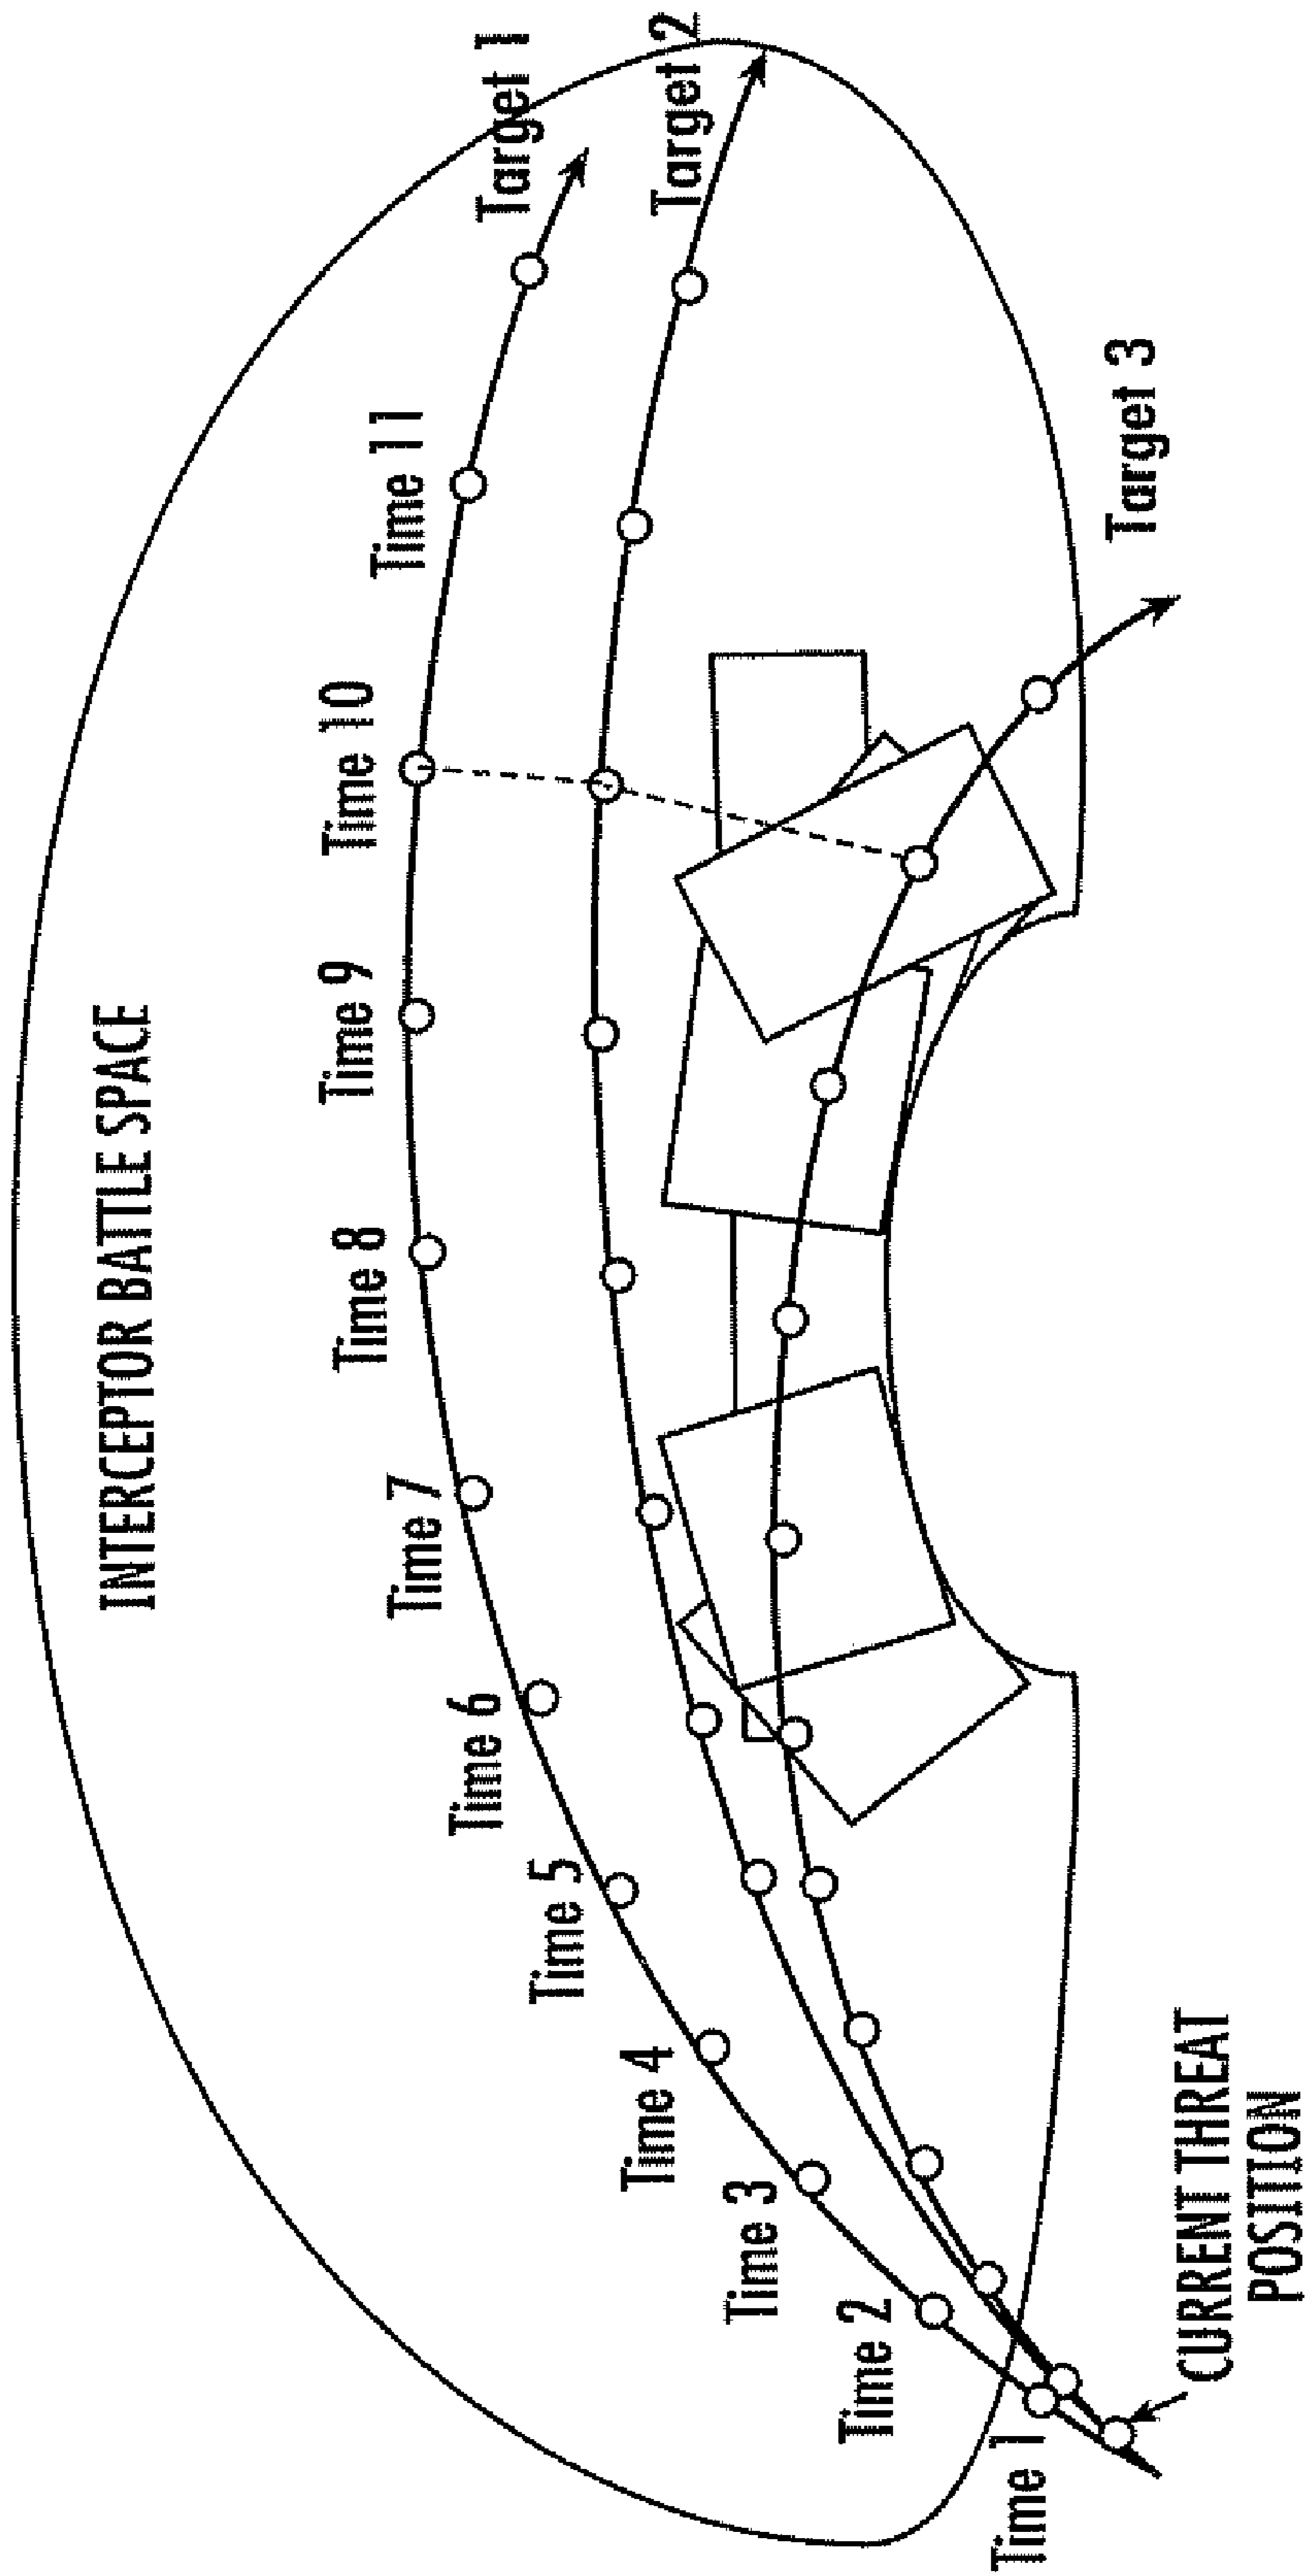 INTERCEPTOR BATTLE SPACE
Time 1
Time 2
Time 3
Time 4
Time 5
Time 6
Time 7
Time 8
Time 9
Time 10
Time 11
Target 1
Target 2
Target 3
CURRENT THREAT
POSITION